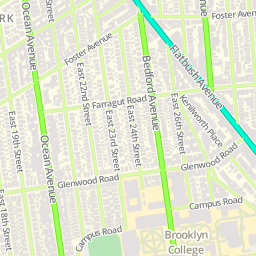 Foster Avenue
RK
Ocean Avenue
Foster Avenue
Flatbush Avenue
Bedford Avenue
East 22nd Street
Farragut Road
East 24th Street
East 23rd Street
East 26th Street
Kenilworth Place
East 19th Street
Ocean Avenue
Glenwood Road
Glenwood Road
East 18th Street
Campus Road
Campus Road
Brooklyn
College